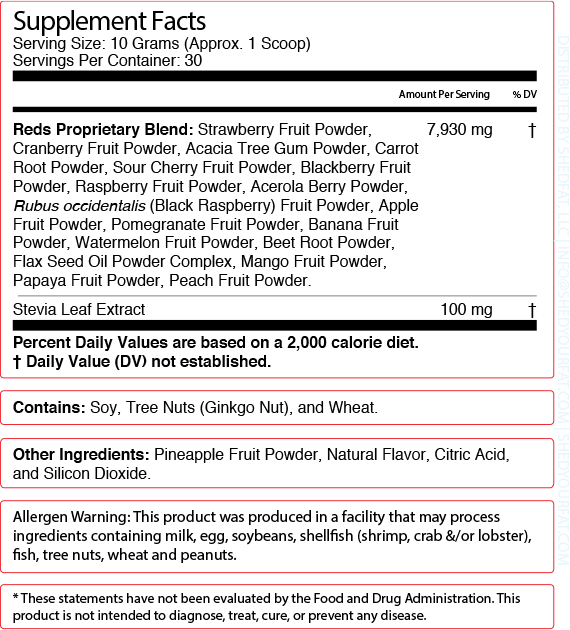 Supplement Facts
Serving Size: 10 Grams (Approx. 1 Scoop)
Servings Per Container: 30
Amount Per Serving % DV
Reds Proprietary Blend: Strawberry Fruit Powder, 7,930 mg †
Cranberry Fruit Powder, Acacia Tree Gum Powder, Carrot
Root Powder, Sour Cherry Fruit Powder, Blackberry Fruit
Powder, Raspberry Fruit Powder, Acerola Berry Powder,
Rubus occidentalis (Black Raspberry) Fruit Powder, Apple
Fruit Powder, Pomegranate Fruit Powder, Banana Fruit
Powder, Watermelon Fruit Powder, Beet Root Powder,
Flax Seed Oil Powder Complex, Mango Fruit Powder,
Papaya Fruit Powder, Peach Fruit Powder.
Stevia Leaf Extract 100 mg †
Percent Daily Values are based on a 2,000 calorie diet.
† Daily Value (DV) not established.
Contains: Soy, Tree Nuts (Ginkgo Nut), and Wheat.
Other Ingredients: Pineapple Fruit Powder, Natural Flavor, Citric Acid,
and Silicon Dioxide.
Allergen Warning: This product was produced in a facility that may process
ingredients containing milk, egg, soybeans, shellfish (shrimp, crab &/or lobster),
fish, tree nuts, wheat and peanuts.
* These statements have not been evaluated by the Food and Drug Administration. This
product is not intended to diagnose, treat, cure, or prevent any disease.
DISTRIBUTED BY SHEDFAT, LLC | INFO@SHEDYOURFAT.COM | SHEDYOURFAT.COM